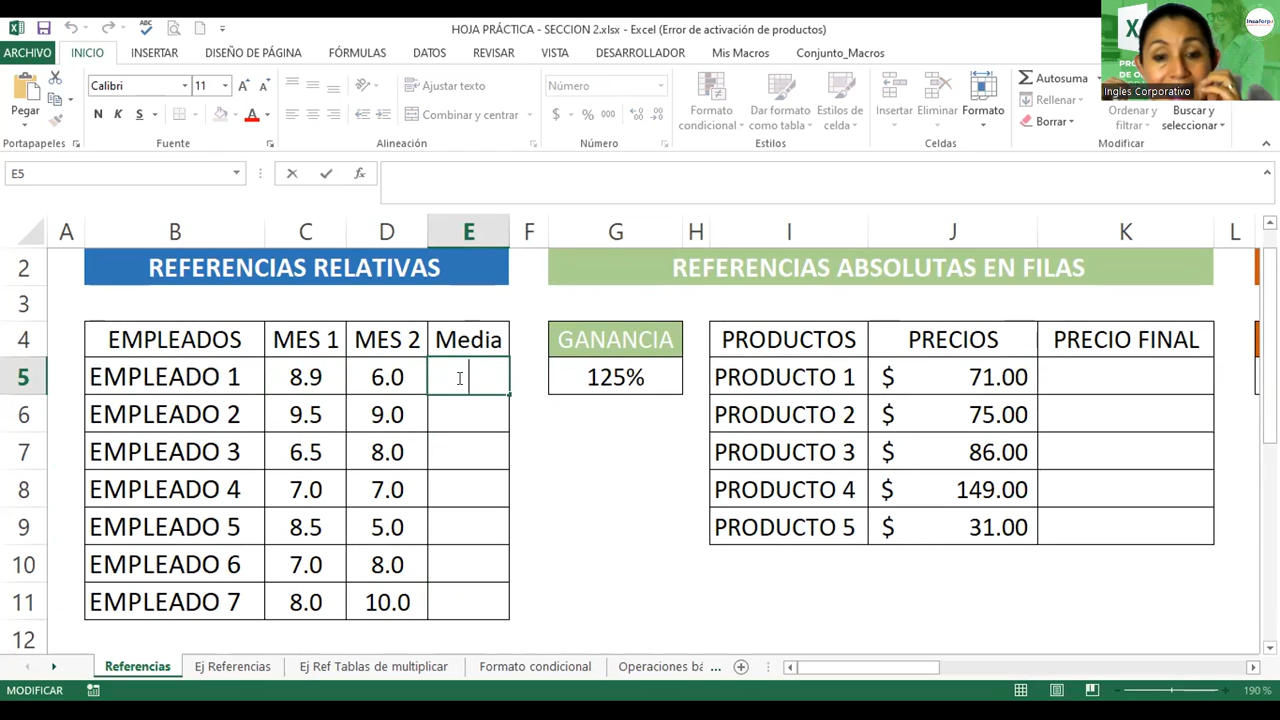 HOJA PRÁCTICA - SECCION 2.xlsx - Excel (Error de activación de productos)
ARCHIVO INICIO INSERTAR DISEÑO DE PÁGINA FÓRMULAS DATOS REVISAR VISTA DESARROLLADOR Mis Macros Conjunto_Macros
Ingles Corporativo
Calibri 11 Ajustar texto Número Autosuma
Pegar N K S Combinar y centrar $ % 000 Formato condicional Dar formato como tabla Estilos de celda Insertar Eliminar Formato Rellenar Borrar Ordenar y filtrar Buscar y seleccionar
Portapapeles Fuente Alineación Número Estilos Celdas Modificar
E5 fx
A B C D E F G H I J K L
2 REFERENCIAS RELATIVAS REFERENCIAS ABSOLUTAS EN FILAS
3
4 EMPLEADOS MES 1 MES 2 Media GANANCIA PRODUCTOS PRECIOS PRECIO FINAL
5 EMPLEADO 1 8.9 6.0 125% PRODUCTO 1 $ 71.00
6 EMPLEADO 2 9.5 9.0 PRODUCTO 2 $ 75.00
7 EMPLEADO 3 6.5 8.0 PRODUCTO 3 $ 86.00
8 EMPLEADO 4 7.0 7.0 PRODUCTO 4 $ 149.00
9 EMPLEADO 5 8.5 5.0 PRODUCTO 5 $ 31.00
10 EMPLEADO 6 7.0 8.0
11 EMPLEADO 7 8.0 10.0
12
Referencias Ej Referencias Ej Ref Tablas de multiplicar Formato condicional Operaciones bá ...
MODIFICAR 190 %